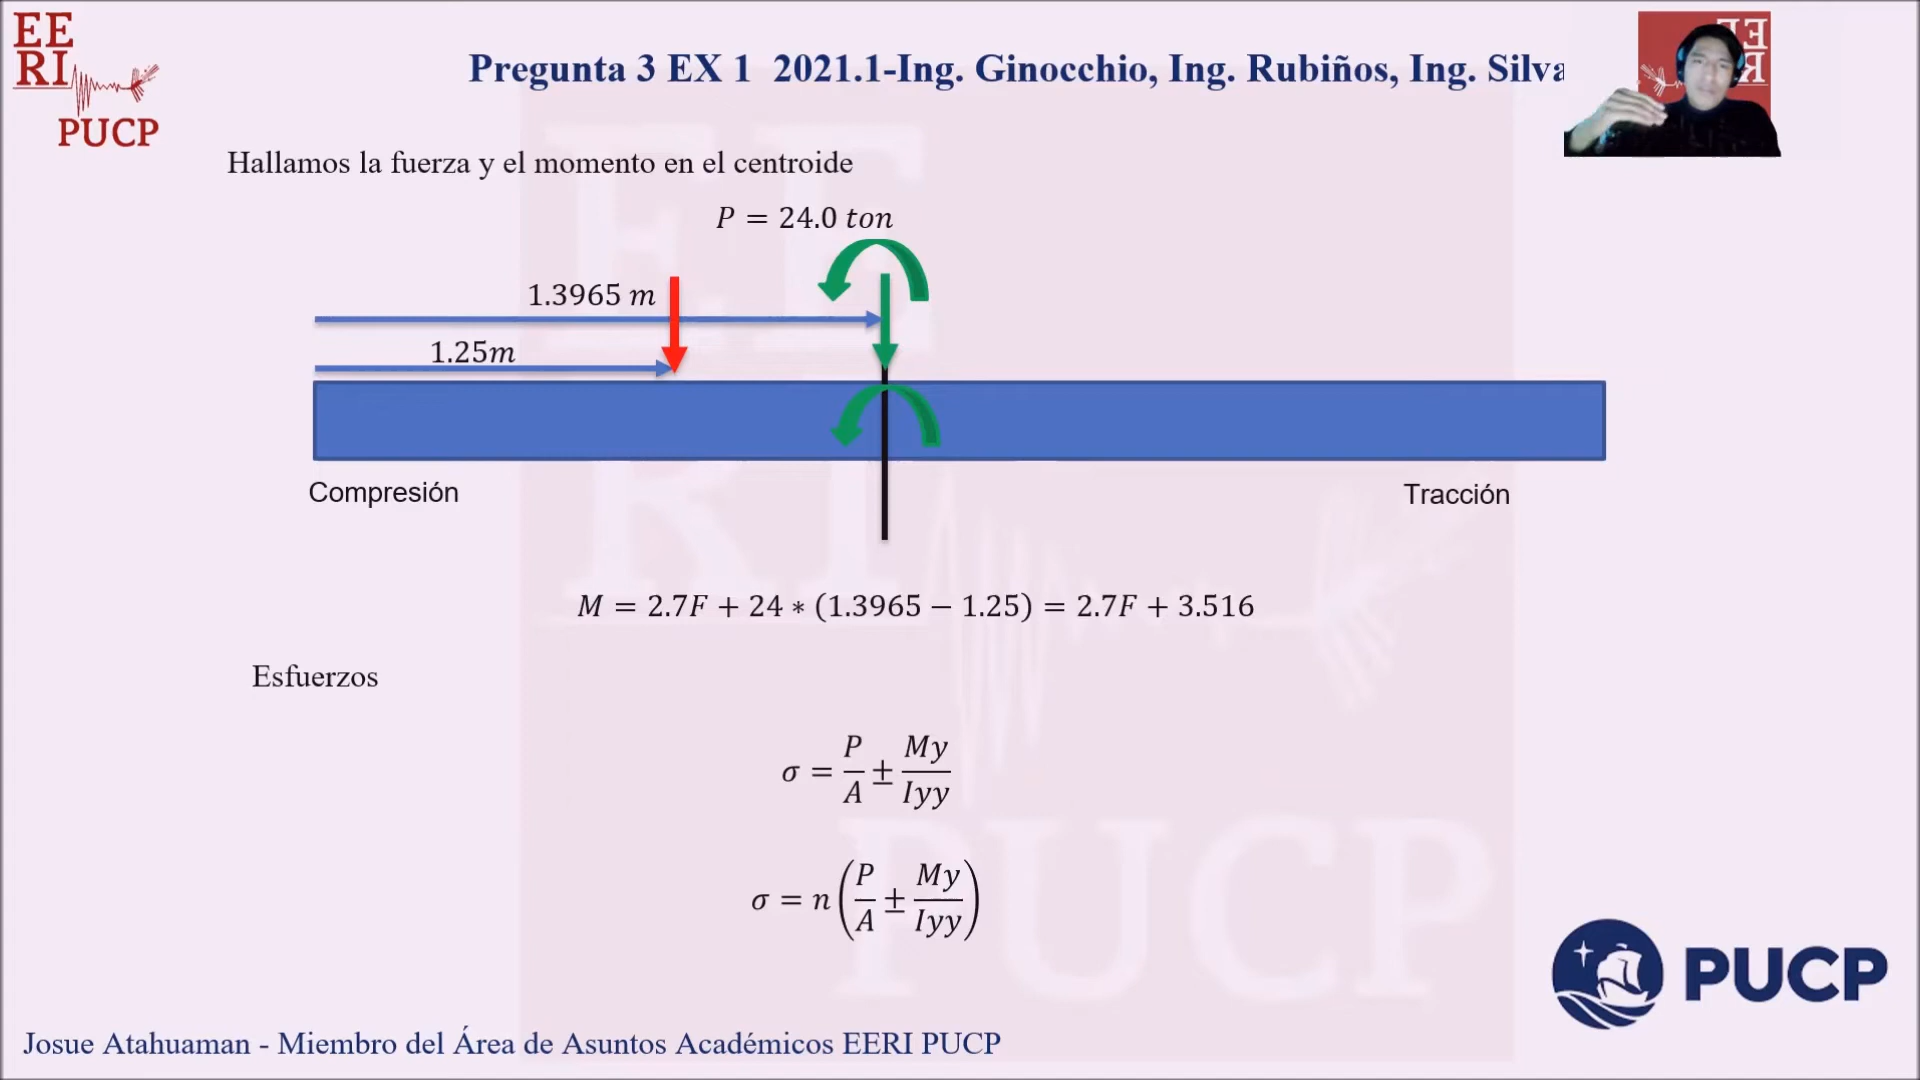 EE
RI
PUCP
Pregunta 3 EX 1 2021.1-Ing. Ginocchio, Ing. Rubiños, Ing. Silva
Hallamos la fuerza y el momento en el centroide
P = 24.0 ton
1.3965 m
1.25m
Compresión
Tracción
M = 2.7F + 24 ∗ (1.3965 − 1.25) = 2.7F + 3.516
Esfuerzos
σ = P/A ± My/Iyy
σ = n(P/A ± My/Iyy)
PUCP
Josue Atahuaman - Miembro del Área de Asuntos Académicos EERI PUCP